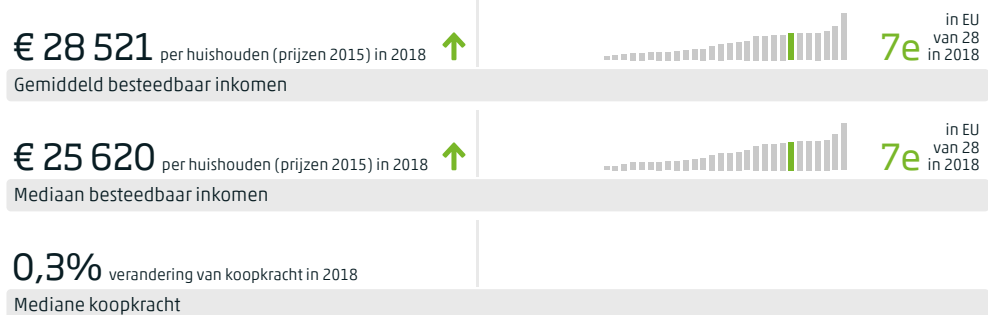 € 28 521 per huishouden (prijzen 2015) in 2018
7e in EU van 28 in 2018
Gemiddeld besteedbaar inkomen
€ 25 620 per huishouden (prijzen 2015) in 2018
7e in EU van 28 in 2018
Mediaan besteedbaar inkomen
0,3% verandering van koopkracht in 2018
Mediane koopkracht